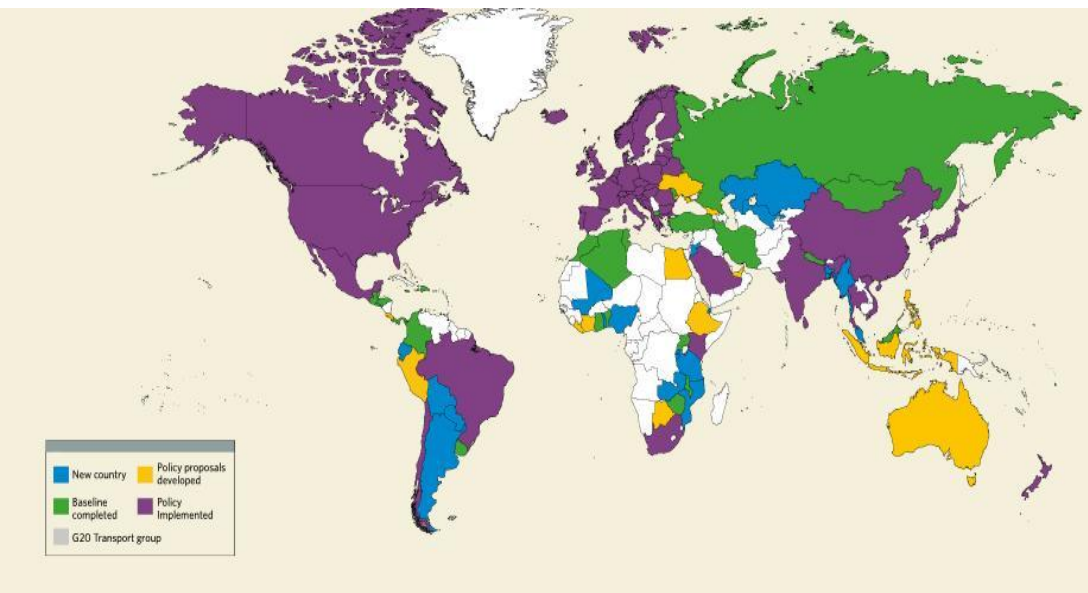 New country
Policy proposals
developed
Baseline
completed
Policy
Implemented
G20 Transport group